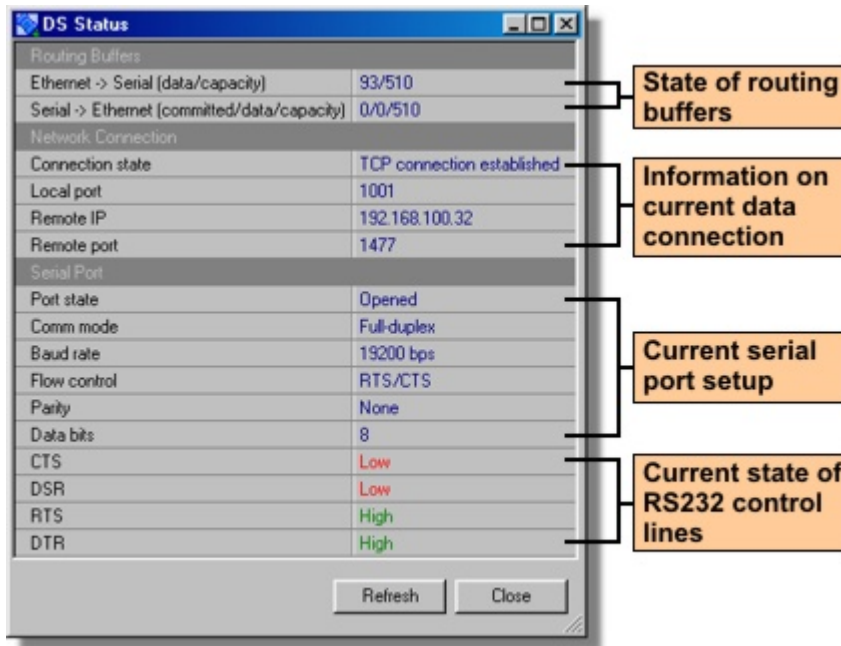 DS Status
Routing Buffers
Ethernet -> Serial (data/capacity) 93/510
Serial -> Ethernet (committed/data/capacity) 0/0/510
State of routing
buffers
Network Connection
Connection state TCP connection established
Local port 1001
Remote IP 192.168.100.32
Remote port 1477
Information on
current data
connection
Serial Port
Port state Opened
Comm mode Full-duplex
Baud rate 19200 bps
Flow control RTS/CTS
Parity None
Data bits 8
Current serial
port setup
CTS Low
DSR Low
RTS High
DTR High
Current state of
RS232 control
lines
Refresh Close